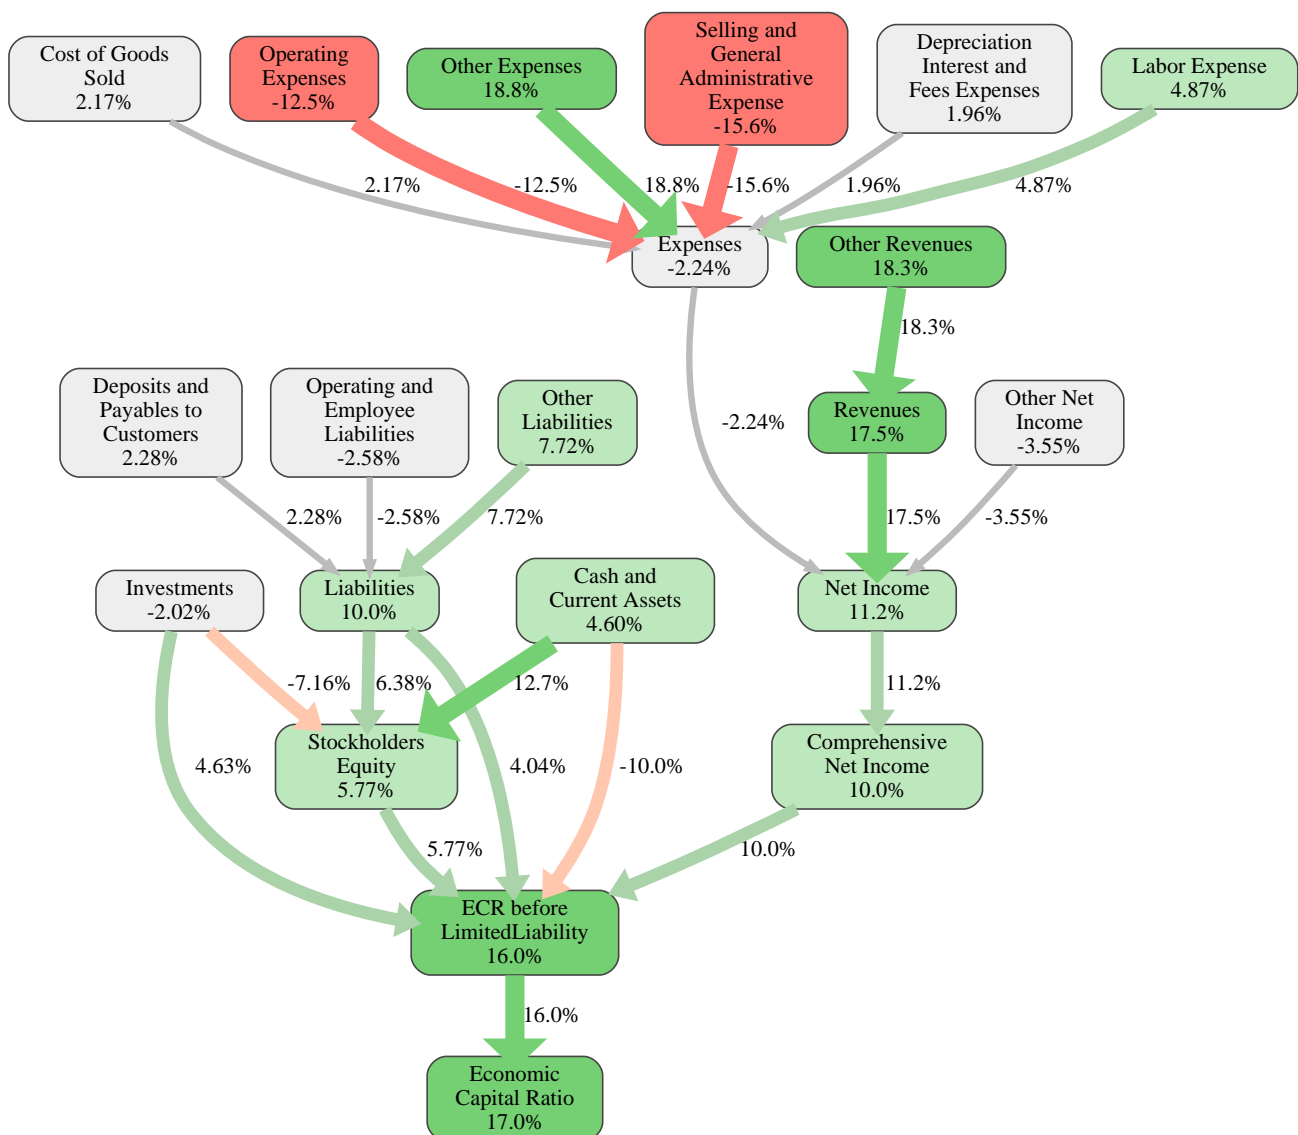 Cost of Goods
Sold
2.17%
Operating
Expenses
-12.5%
Other Expenses
18.8%
Selling and
General
Administrative
Expense
-15.6%
Depreciation
Interest and
Fees Expenses
1.96%
Labor Expense
4.87%
2.17%
-12.5%
18.8%
-15.6%
1.96%
4.87%
Expenses
-2.24%
Other Revenues
18.3%
18.3%
Deposits and
Payables to
Customers
2.28%
Operating and
Employee
Liabilities
-2.58%
Other
Liabilities
7.72%
-2.24%
Revenues
17.5%
Other Net
Income
-3.55%
2.28%
-2.58%
7.72%
17.5%
-3.55%
Investments
-2.02%
Liabilities
10.0%
Cash and
Current Assets
4.60%
Net Income
11.2%
-7.16%
6.38%
12.7%
11.2%
4.63%
Stockholders
Equity
5.77%
4.04%
-10.0%
Comprehensive
Net Income
10.0%
5.77%
10.0%
ECR before
LimitedLiability
16.0%
16.0%
Economic
Capital Ratio
17.0%